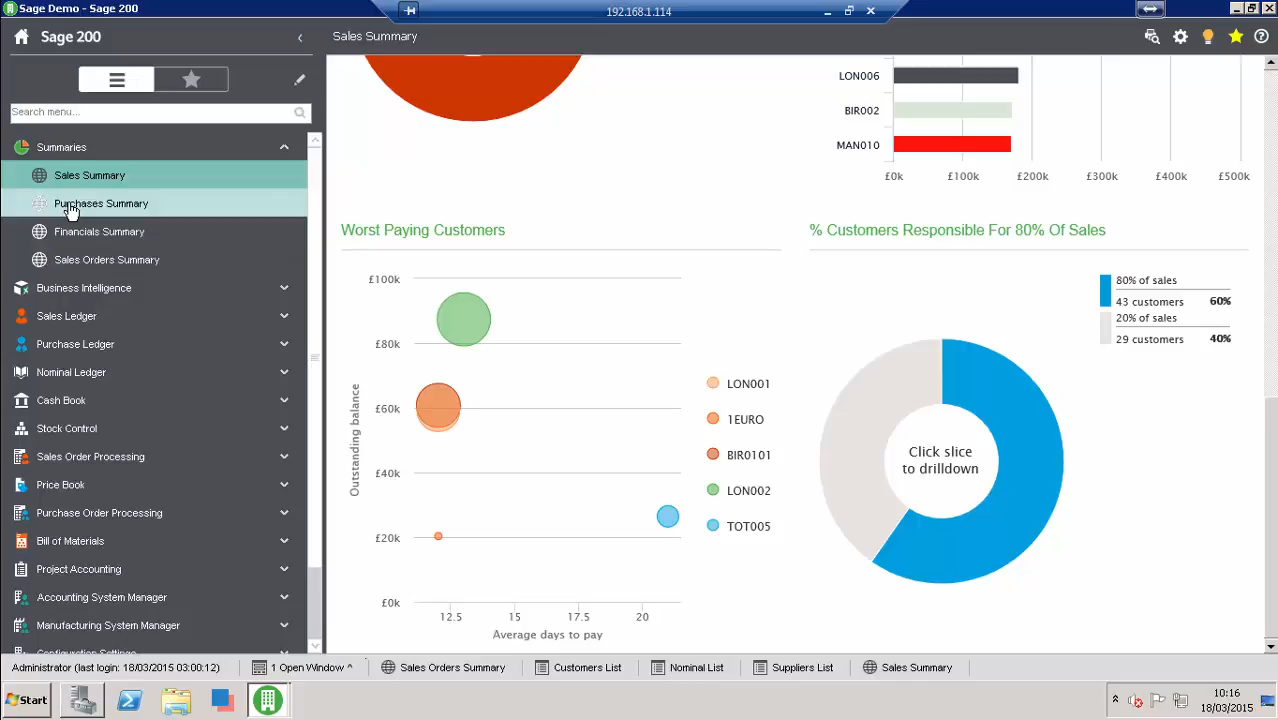 Sage Demo - Sage 200
192.168.1.114
Sage 200
Sales Summary
Search menu...
Summaries
Sales Summary
Purchases Summary
Financials Summary
Sales Orders Summary
Business Intelligence
Sales Ledger
Purchase Ledger
Nominal Ledger
Cash Book
Stock Control
Sales Order Processing
Price Book
Purchase Order Processing
Bill of Materials
Project Accounting
Accounting System Manager
Manufacturing System Manager
Configuration Settings
LON006
BIR002
MAN010
£0k £100k £200k £300k £400k £500k
Worst Paying Customers
£100k
£80k
£60k
£40k
£20k
£0k
Outstanding balance
12.5 15 17.5 20
Average days to pay
LON001
1EURO
BIR0101
LON002
TOT005
% Customers Responsible For 80% Of Sales
80% of sales
43 customers 60%
20% of sales
29 customers 40%
Click slice
to drilldown
Administrator (last login: 18/03/2015 03:00:12)
1 Open Window ^
Sales Orders Summary
Customers List
Nominal List
Suppliers List
Sales Summary
Start
10:16
18/03/2015